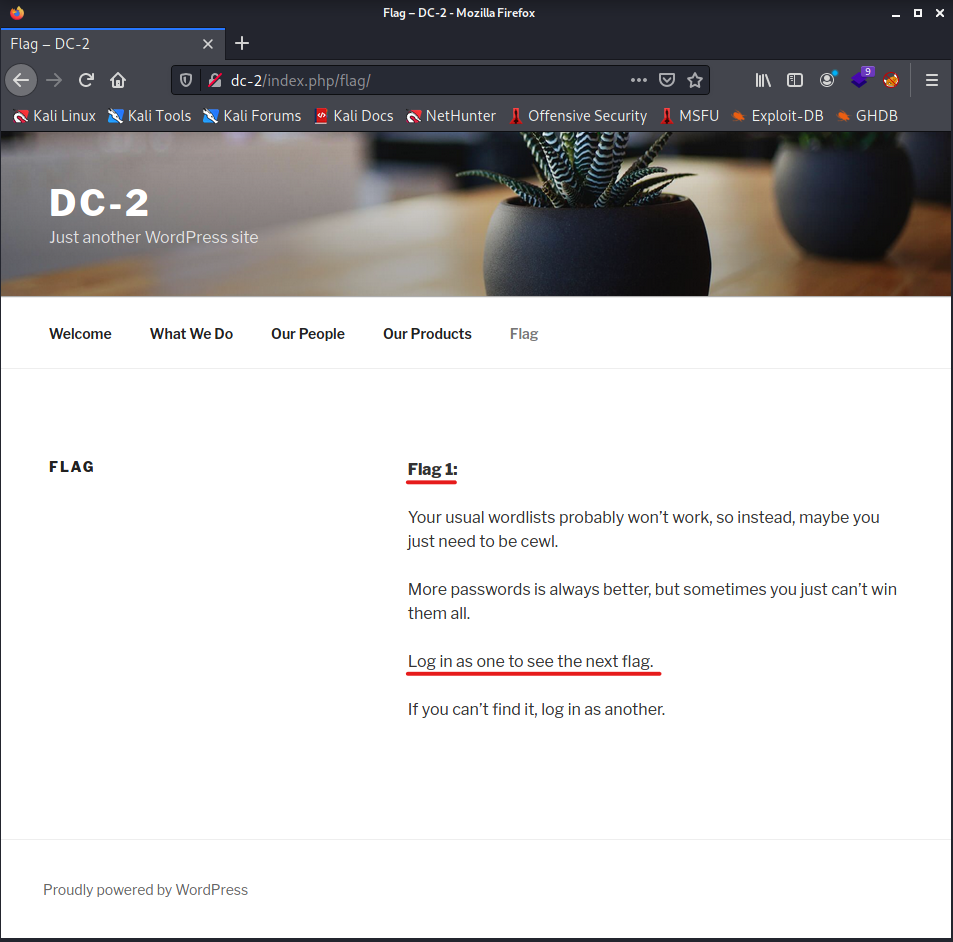 Flag – DC-2 - Mozilla Firefox
Flag – DC-2
dc-2/index.php/flag/
9
Kali Linux Kali Tools Kali Forums Kali Docs NetHunter Offensive Security MSFU Exploit-DB GHDB
DC-2
Just another WordPress site
Welcome What We Do Our People Our Products Flag
FLAG
Flag 1:
Your usual wordlists probably won’t work, so instead, maybe you
just need to be cewl.
More passwords is always better, but sometimes you just can’t win
them all.
Log in as one to see the next flag.
If you can’t find it, log in as another.
Proudly powered by WordPress